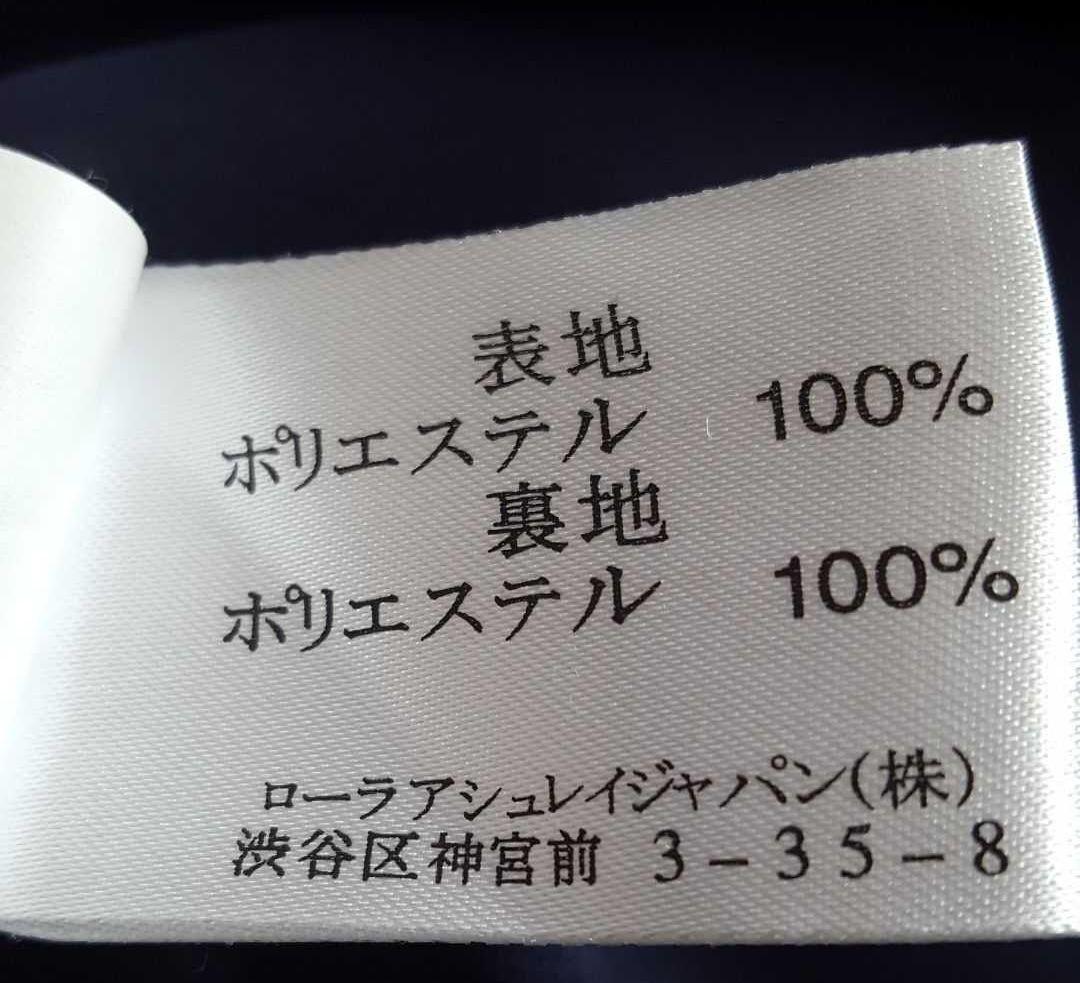 表地
ポリエステル 100%
裏地
ポリエステル 100%
ローラアシュレイジャパン(株)
渋谷区神宮前 3-35-8